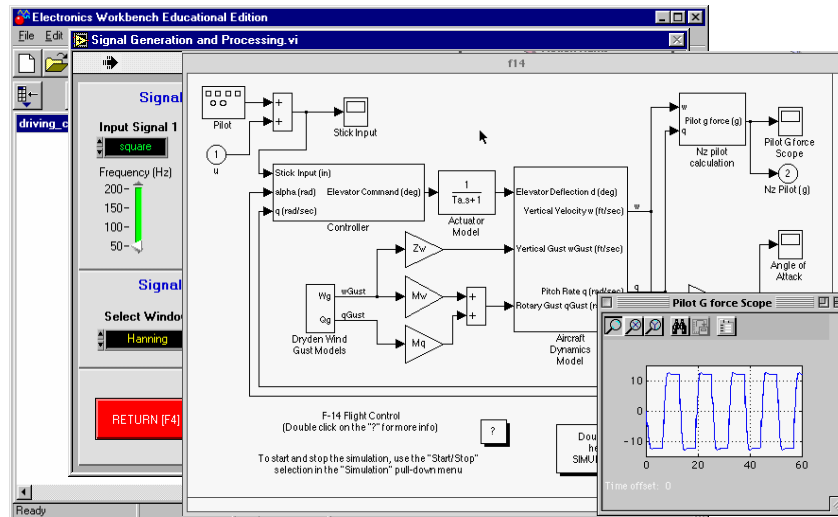 Electronics Workbench Educational Edition
File Edit
Signal Generation and Processing.vi
f14
driving_c
Signal
Input Signal 1
square
Frequency (Hz)
200
150
100
50
Signal
Select Window
Hanning
RETURN [F4]
Ready
Pilot
+
+
1
u
Stick Input
Stick Input (in)
alpha (rad)
q (rad/sec)
Elevator Command (deg)
Controller
1
Ta.s+1
Actuator
Model
Elevator Deflection d (deg)
Vertical Velocity w (ft/sec)
Vertical Gust wGust (ft/sec)
Pitch Rate q (rad/sec)
Rotary Gust qGust
Aircraft
Dynamics
Model
w
q
w
q
Pilot g force (g)
Nz pilot
calculation
Pilot G force
Scope
2
Nz Pilot (g)
Angle of
Attack
Zw
Mw
Mq
+
+
Wg
Qg
wGust
qGust
Dryden Wind
Gust Models
F-14 Flight Control
(Double click on the "?" for more info)
?
To start and stop the simulation, use the "Start/Stop"
selection in the "Simulation" pull-down menu
Dou
he
SIMU
Pilot G force Scope
10
0
-10
0 20 40 60
Time offset: 0